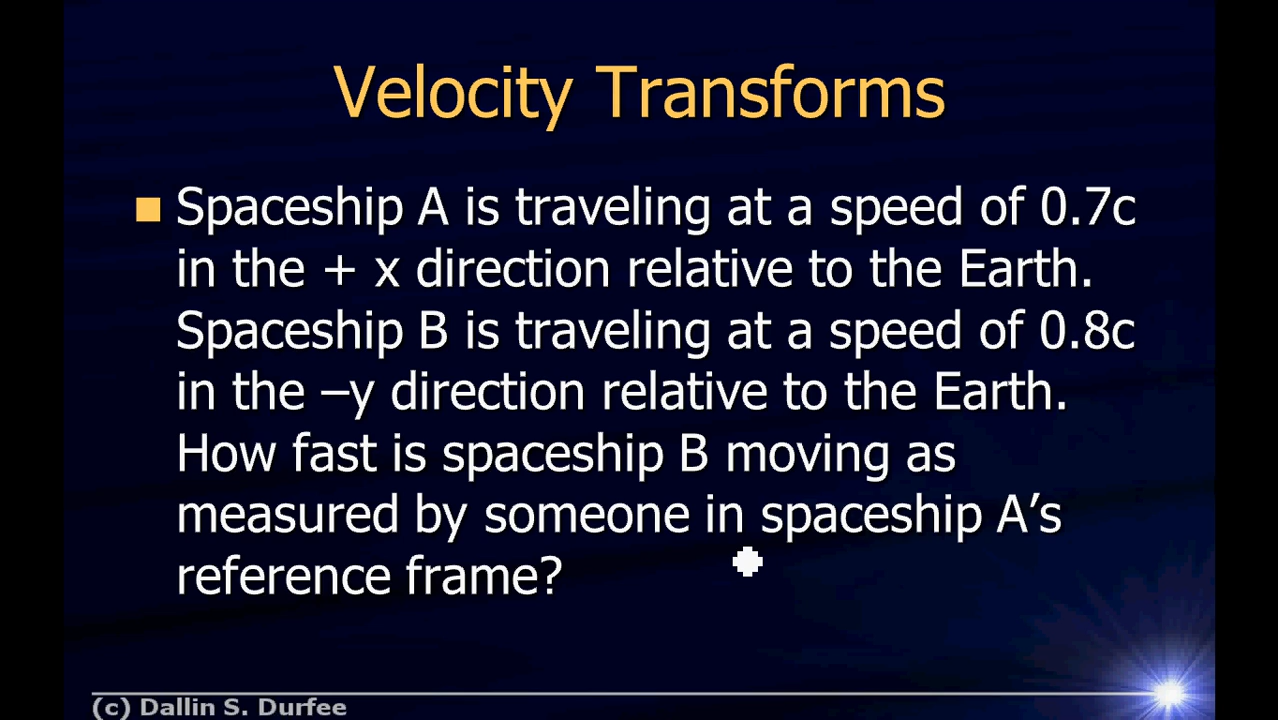 Velocity Transforms
Spaceship A is traveling at a speed of 0.7c
in the + x direction relative to the Earth.
Spaceship B is traveling at a speed of 0.8c
in the –y direction relative to the Earth.
How fast is spaceship B moving as
measured by someone in spaceship A’s
reference frame?
(c) Dallin S. Durfee